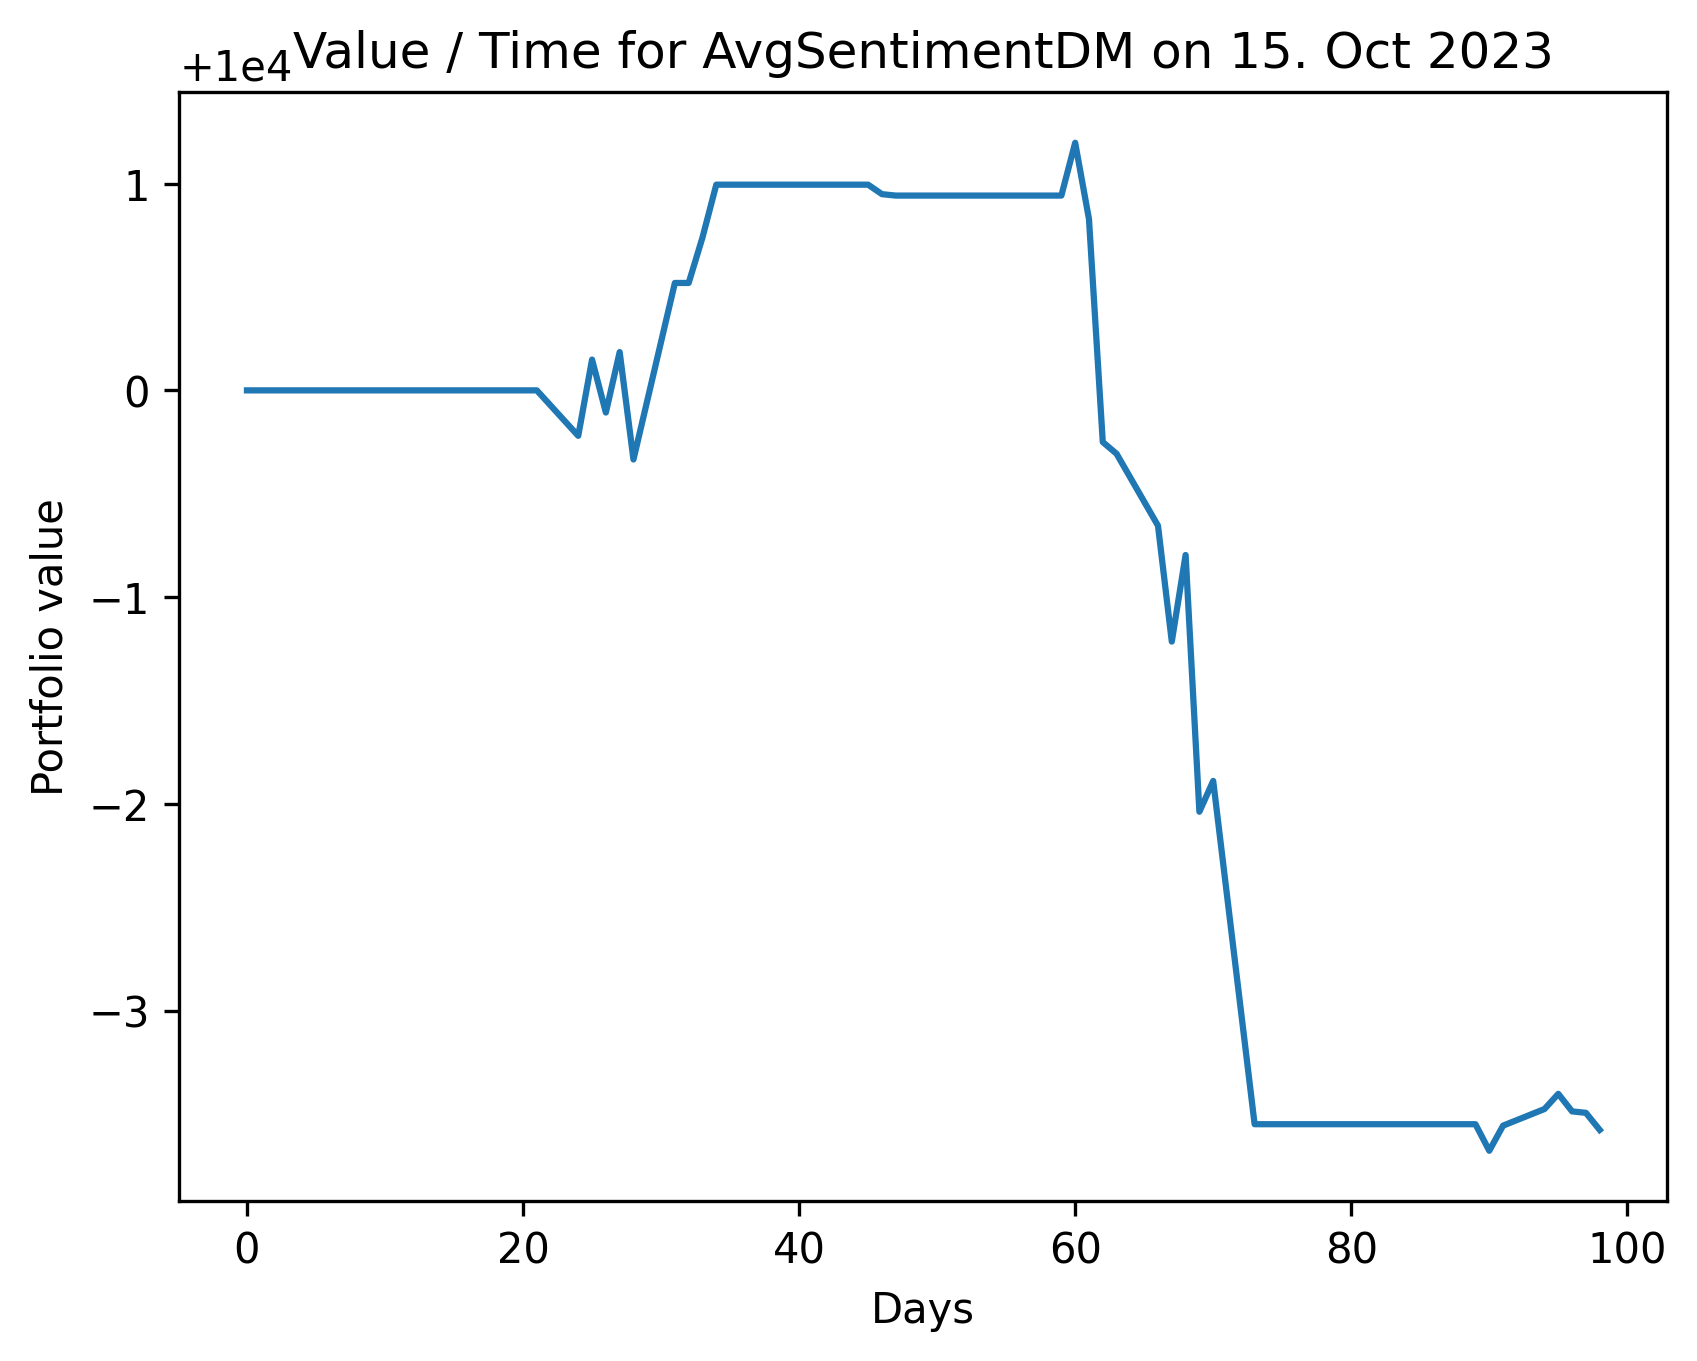 Value / Time for AvgSentimentDM on 15. Oct 2023
+1e4
1
0
−1
−2
−3
Portfolio value
0 20 40 60 80 100
Days